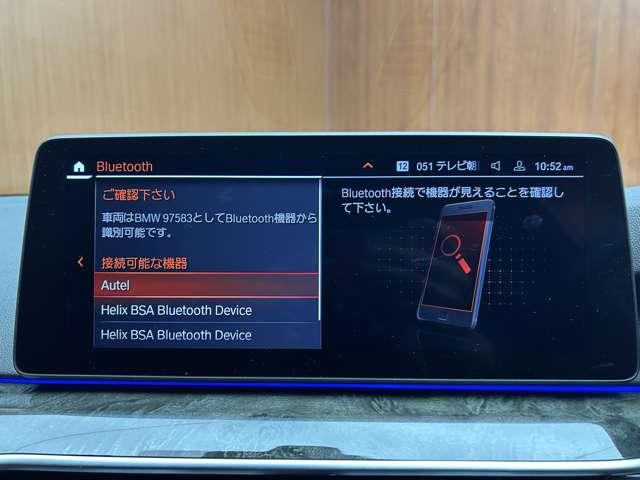 Bluetooth
12 051 テレビ朝 10:52 am
ご確認下さい
車両はBMW 97583としてBluetooth機器から
識別可能です。
接続可能な機器
Autel
Helix BSA Bluetooth Device
Helix BSA Bluetooth Device
Bluetooth接続で機器が見えることを確認し
て下さい。